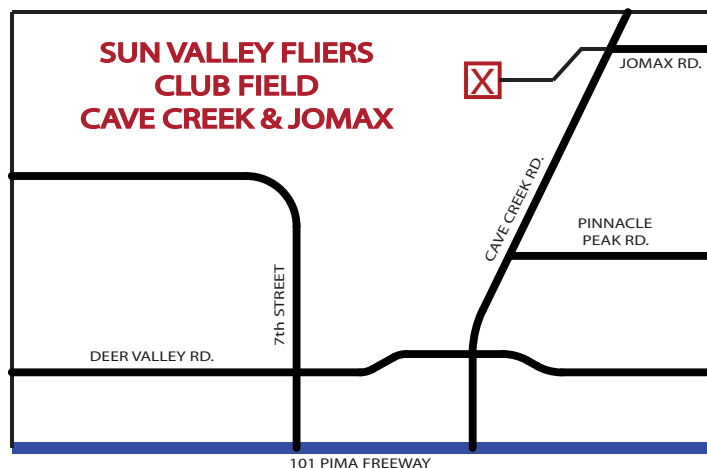 SUN VALLEY FLIERS
CLUB FIELD
CAVE CREEK & JOMAX
X
JOMAX RD.
CAVE CREEK RD.
PINNACLE
PEAK RD.
7th STREET
DEER VALLEY RD.
101 PIMA FREEWAY